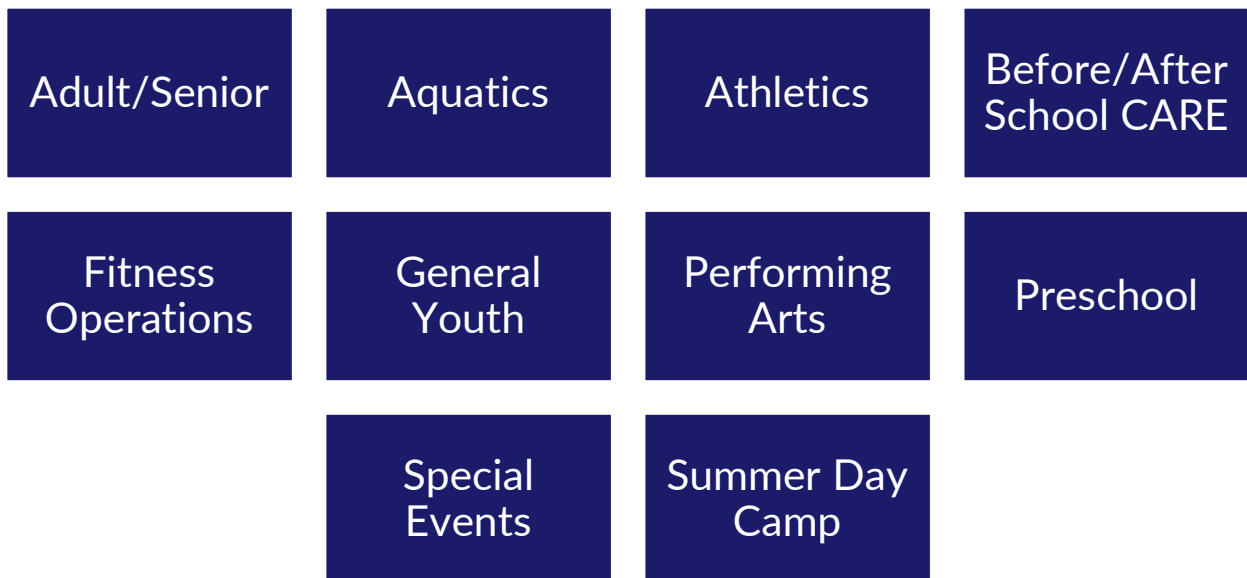 Adult/Senior
Aquatics
Athletics
Before/After
School CARE
Fitness
Operations
General
Youth
Performing
Arts
Preschool
Special
Events
Summer Day
Camp